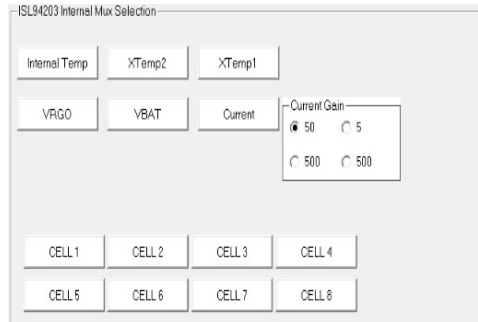 ISL94203 Internal Mux Selection
Internal Temp XTemp2 XTemp1
VRGO VBAT Current
Current Gain
50 5
500 500
CELL 1 CELL 2 CELL 3 CELL 4
CELL 5 CELL 6 CELL 7 CELL 8